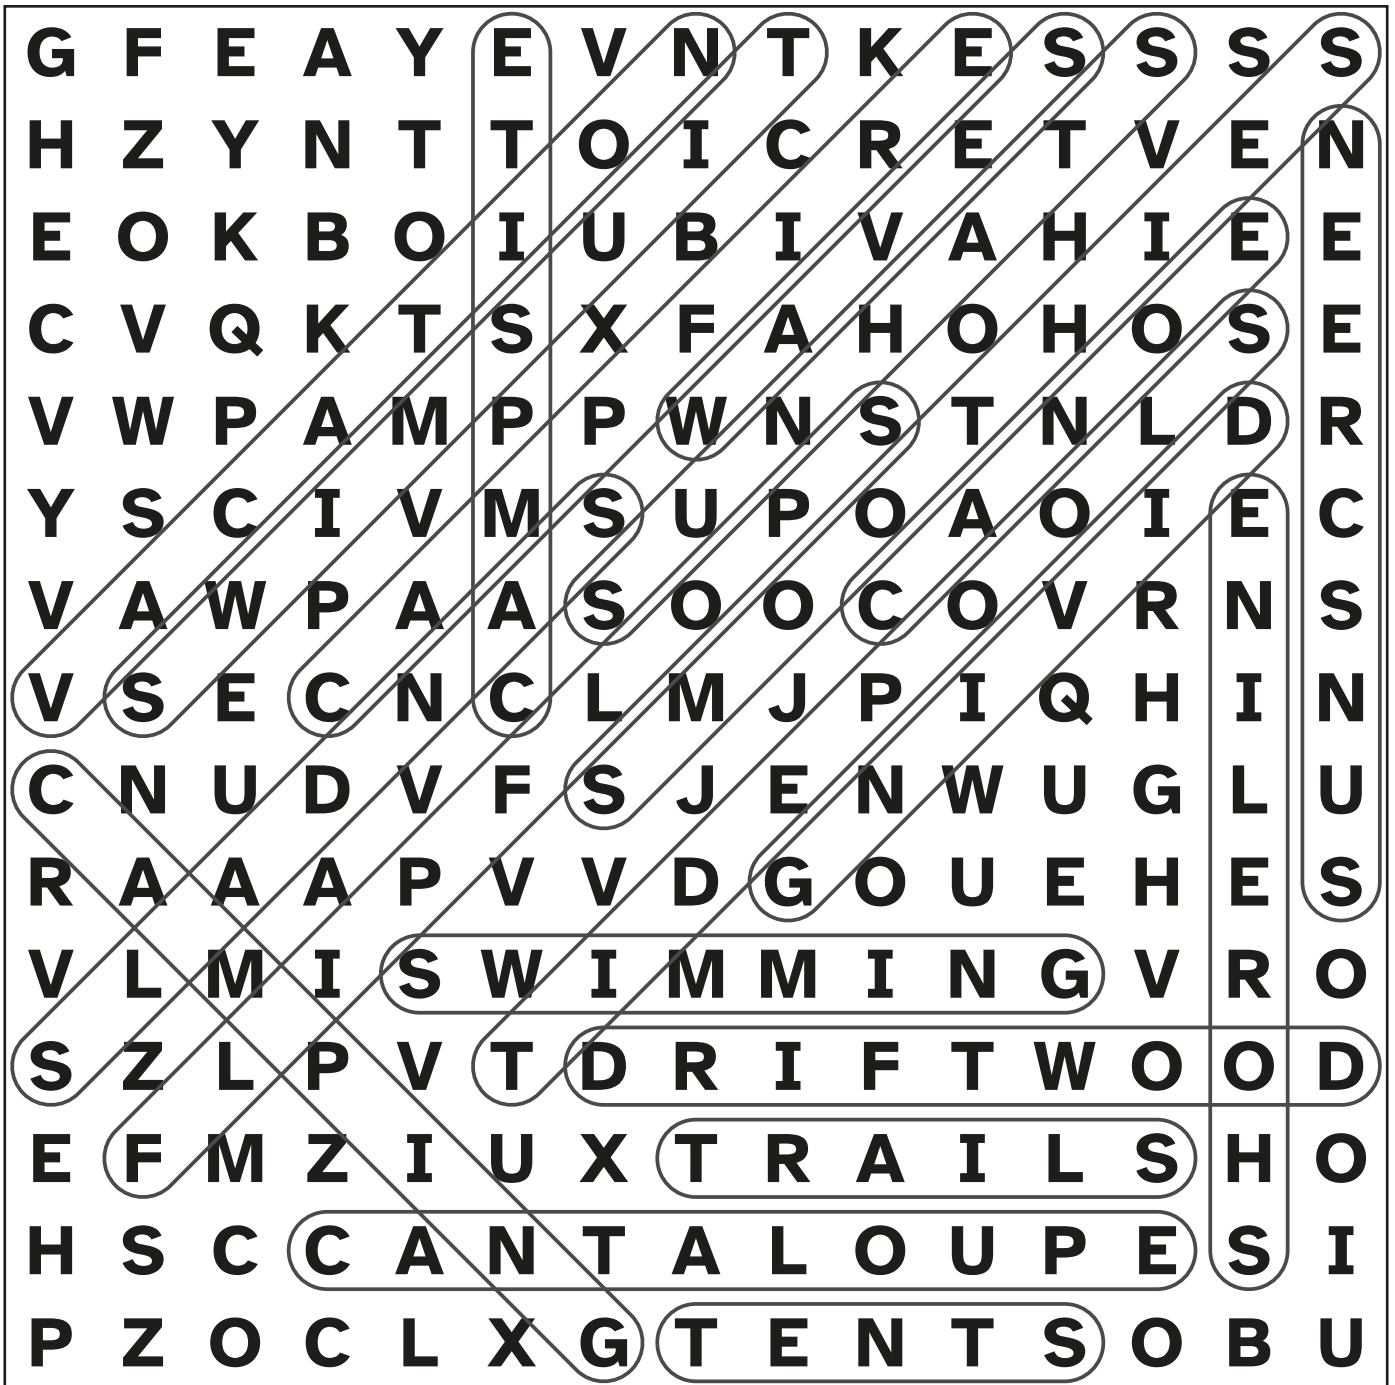 G F E A Y E V N T K E S S S S
H Z Y N T T O I C R E T V E N
E O K B O I U B I V A H I E E
C V Q K T S X F A H O H O S E
V W P A M P P W N S T N L D R
Y S C I V M S U P O A O I E C
V A W P A A S O O C O V R N S
V S E C N C L M J P I Q H I N
C N U D V F S J E N W U G L U
R A A A P V V D G O U E H E S
V L M I S W I M M I N G V R O
S Z L P V T D R I F T W O O D
E F M Z I U X T R A I L S H O
H S C C A N T A L O U P E S I
P Z O C L X G T E N T S O B U